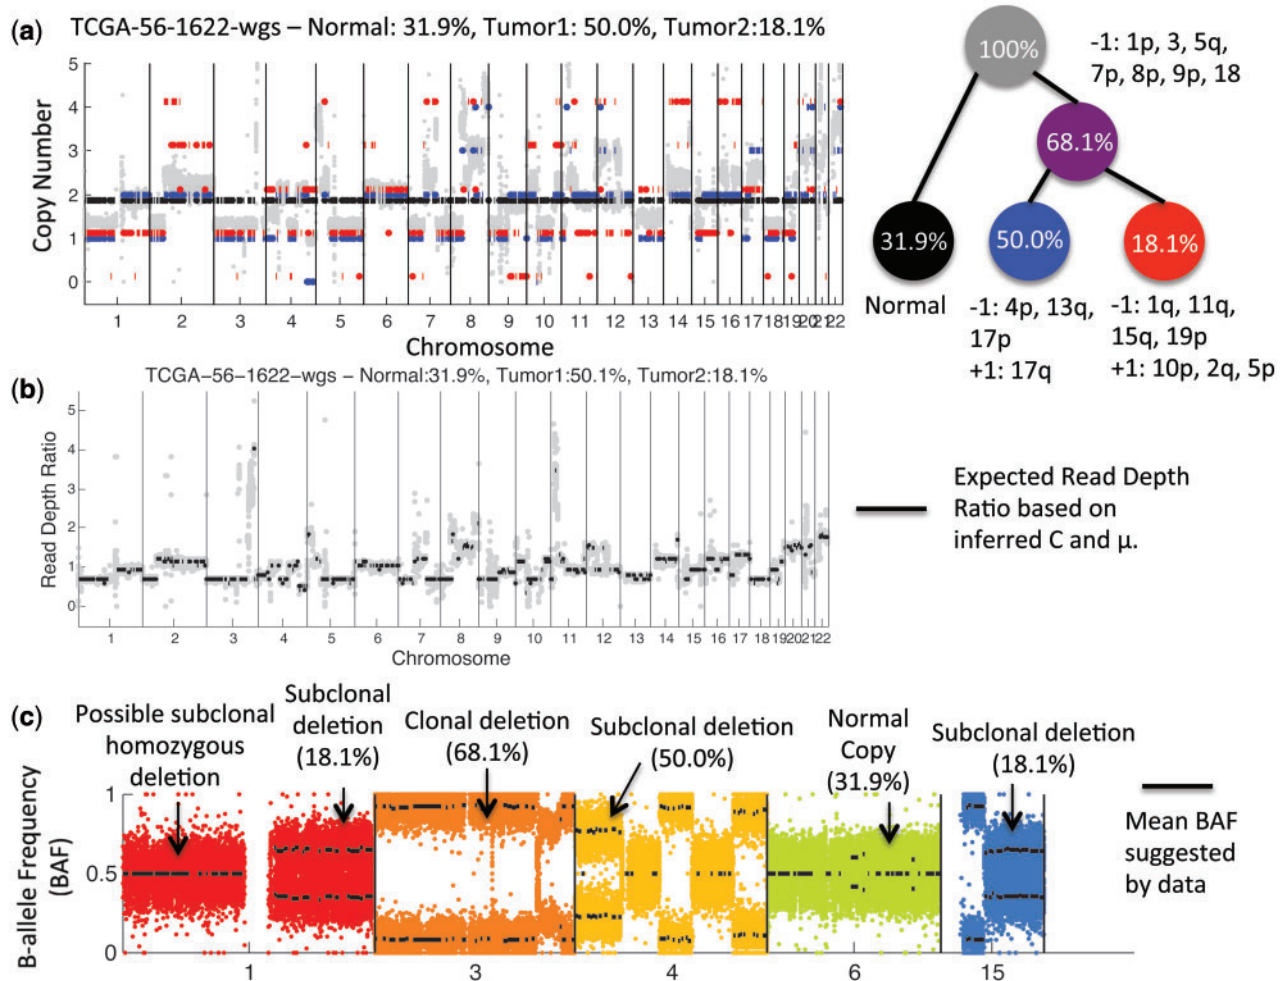 (a)
TCGA-56-1622-wgs – Normal: 31.9%, Tumor1: 50.0%, Tumor2:18.1%
Copy Number
5
4
3
2
1
0
1 2 3 4 5 6 7 8 9 10 11 12 13 14 15 16 17 18 19 20 21 22
Chromosome
100%
-1: 1p, 3, 5q,
7p, 8p, 9p, 18
68.1%
31.9%
50.0%
18.1%
Normal
-1: 4p, 13q,
17p
+1: 17q
-1: 1q, 11q,
15q, 19p
+1: 10p, 2q, 5p
(b)
TCGA–56–1622–wgs – Normal:31.9%, Tumor1:50.1%, Tumor2:18.1%
Read Depth Ratio
5
4
3
2
1
0
1 2 3 4 5 6 7 8 9 10 11 12 13 14 15 16 17 18 19 20 21 22
Chromosome
Expected Read Depth
Ratio based on
inferred C and μ.
(c)
Possible subclonal
homozygous
deletion
Subclonal
deletion
(18.1%)
Clonal deletion
(68.1%)
Subclonal deletion
(50.0%)
Normal
Copy
(31.9%)
Subclonal deletion
(18.1%)
B-allele Frequency
(BAF)
1
0.5
0
1 3 4 6 15
Mean BAF
suggested
by data